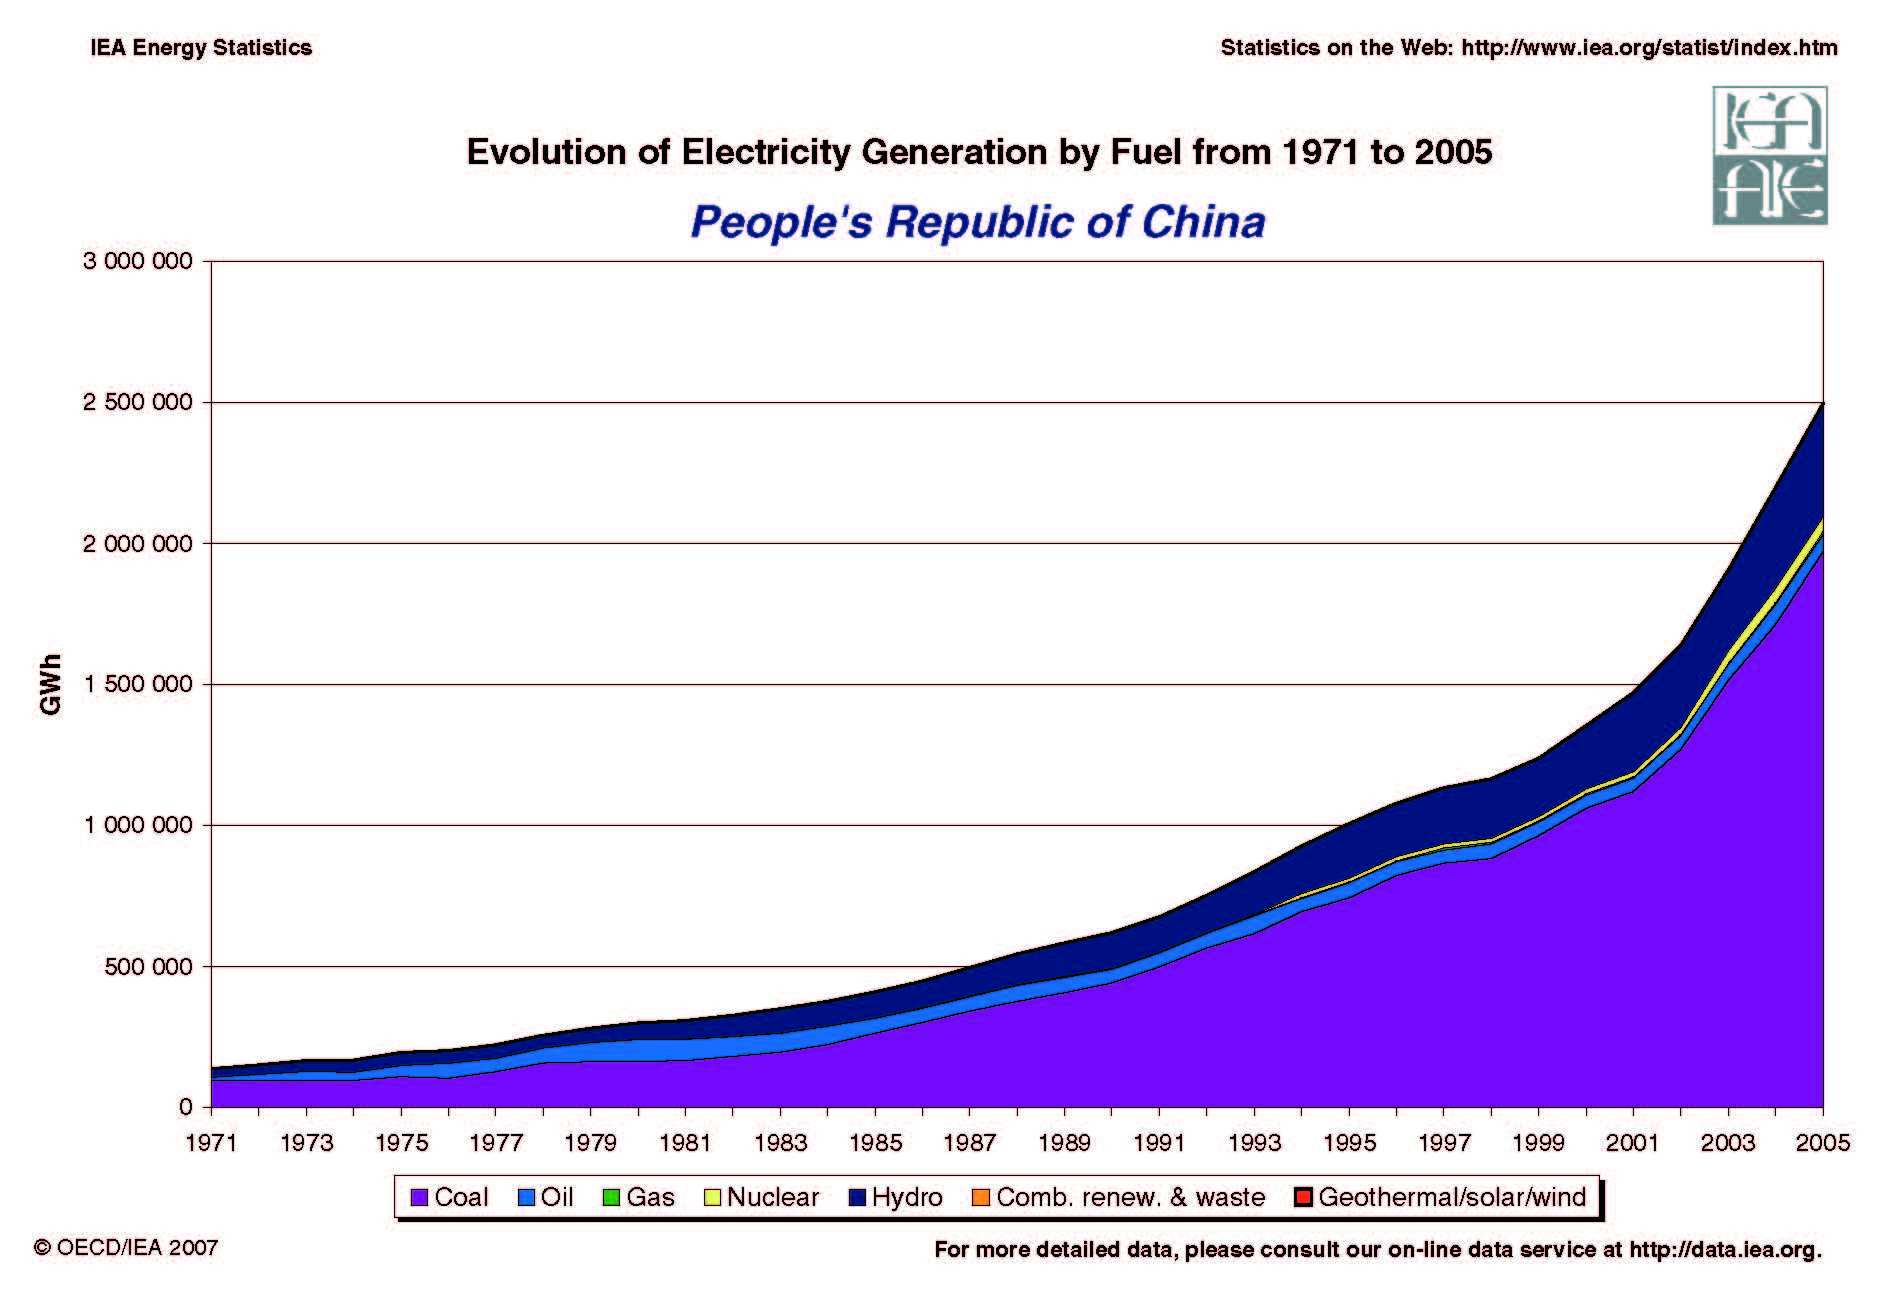 IEA Energy Statistics
Statistics on the Web: http://www.iea.org/statist/index.htm
IEA
AIE
Evolution of Electricity Generation by Fuel from 1971 to 2005
People's Republic of China
3 000 000
2 500 000
2 000 000
1 500 000
1 000 000
500 000
0
GWh
1971 1973 1975 1977 1979 1981 1983 1985 1987 1989 1991 1993 1995 1997 1999 2001 2003 2005
Coal Oil Gas Nuclear Hydro Comb. renew. & waste Geothermal/solar/wind
© OECD/IEA 2007
For more detailed data, please consult our on-line data service at http://data.iea.org.